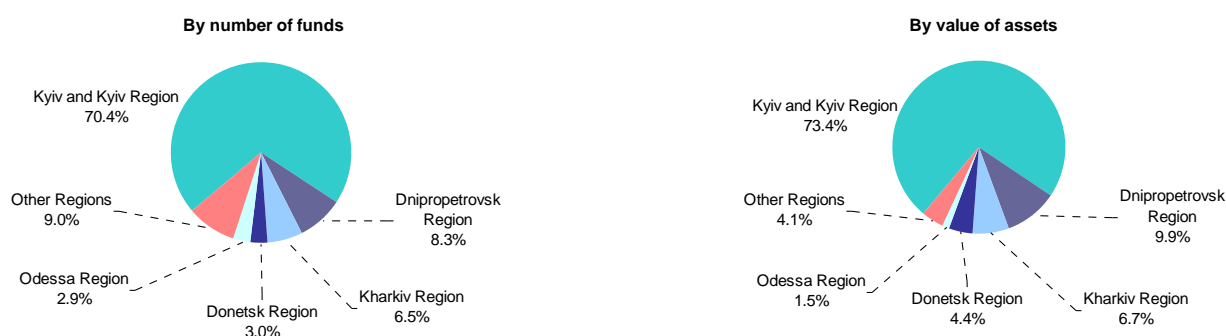 By number of funds
Kyiv and Kyiv Region
70.4%
Other Regions
9.0%
Odessa Region
2.9%
Donetsk Region
3.0%
Kharkiv Region
6.5%
Dnipropetrovsk
Region
8.3%
By value of assets
Kyiv and Kyiv Region
73.4%
Other Regions
4.1%
Odessa Region
1.5%
Donetsk Region
4.4%
Kharkiv Region
6.7%
Dnipropetrovsk
Region
9.9%